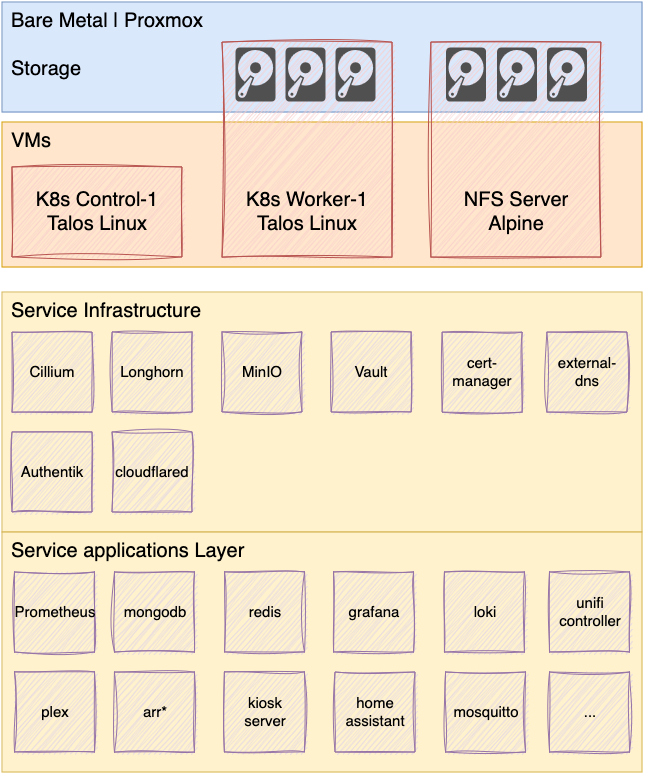 Bare Metal | Proxmox
Storage
VMs
K8s Control-1
Talos Linux
K8s Worker-1
Talos Linux
NFS Server
Alpine
Service Infrastructure
Cillium
Longhorn
MinIO
Vault
cert-
manager
external-
dns
Authentik
cloudflared
Service applications Layer
Prometheus
mongodb
redis
grafana
loki
unifi
controller
plex
arr*
kiosk
server
home
assistant
mosquitto
...